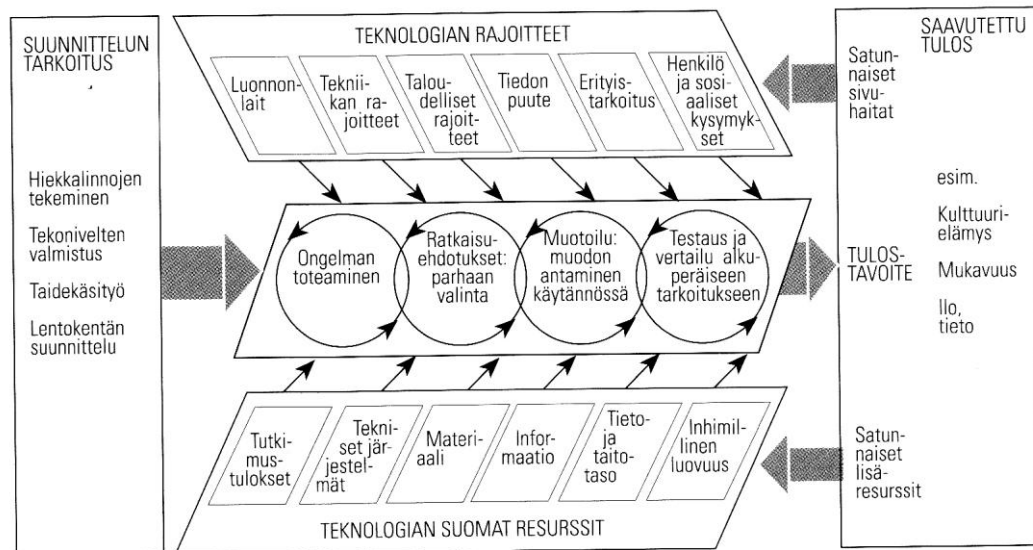 SUUNNITTELUN
TARKOITUS
Hiekkalinnojen
tekeminen
Tekonivelten
valmistus
Taidekäsityö
Lentokentän
suunnittelu
TEKNOLOGIAN RAJOITTEET
Luonnon-
lait
Tekniі-
kan ra-
joitteet
Talou-
delliset
rajoit-
teet
Tiedon
puute
Erityis-
tarkoitus
Henkilö
ja sosi-
aaliset
kysymyk-
set
Ongelman
toteaminen
Ratkaisu-
ehdotukset:
parhaan
valinta
Muotoilu:
muodon
antaminen
käytännössä
Testaus ja
vertailu alku-
peräiseen
tarkoitukseen
Tutki-
mus-
tulokset
Tekni-
set jär-
jestel-
mät
Materi-
aali
Infor-
maatio
Tieto-
ja
taito-
taso
Inhimil-
linen
luovuus
TEKNOLOGIAN SUOMAT RESURSSIT
SAAVUTETTU
TULOS
Satun-
naiset
sivu-
haitat
esim.
Kulttuuri-
elämys
TULOS-
TAVOITE
Mukavuus
Ilo,
tieto
Satun-
naiset
lisä-
resurssit